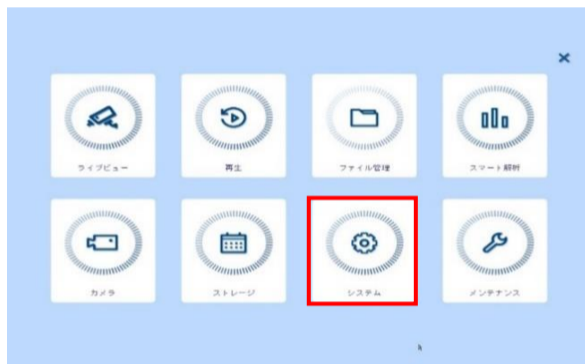 ライブビュー
再生
ファイル管理
スマート解析
カメラ
ストレージ
システム
メンテナンス